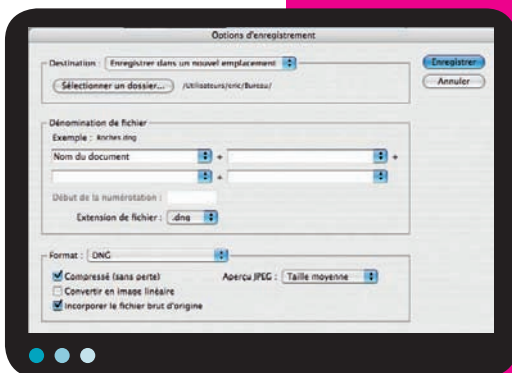 Options d'enregistrement
Destination : Enregistrer dans un nouvel emplacement
Enregistrer
Sélectionner un dossier... /Utilisateurs/eric/Bureau/
Annuler
Dénomination de fichier
Exemple : Roches.dng
Nom du document + +
+
Début de la numérotation :
Extension de fichier : .dng
Format : DNG
Compressé (sans perte) Aperçu JPEG : Taille moyenne
Convertir en image linéaire
Incorporer le fichier brut d'origine